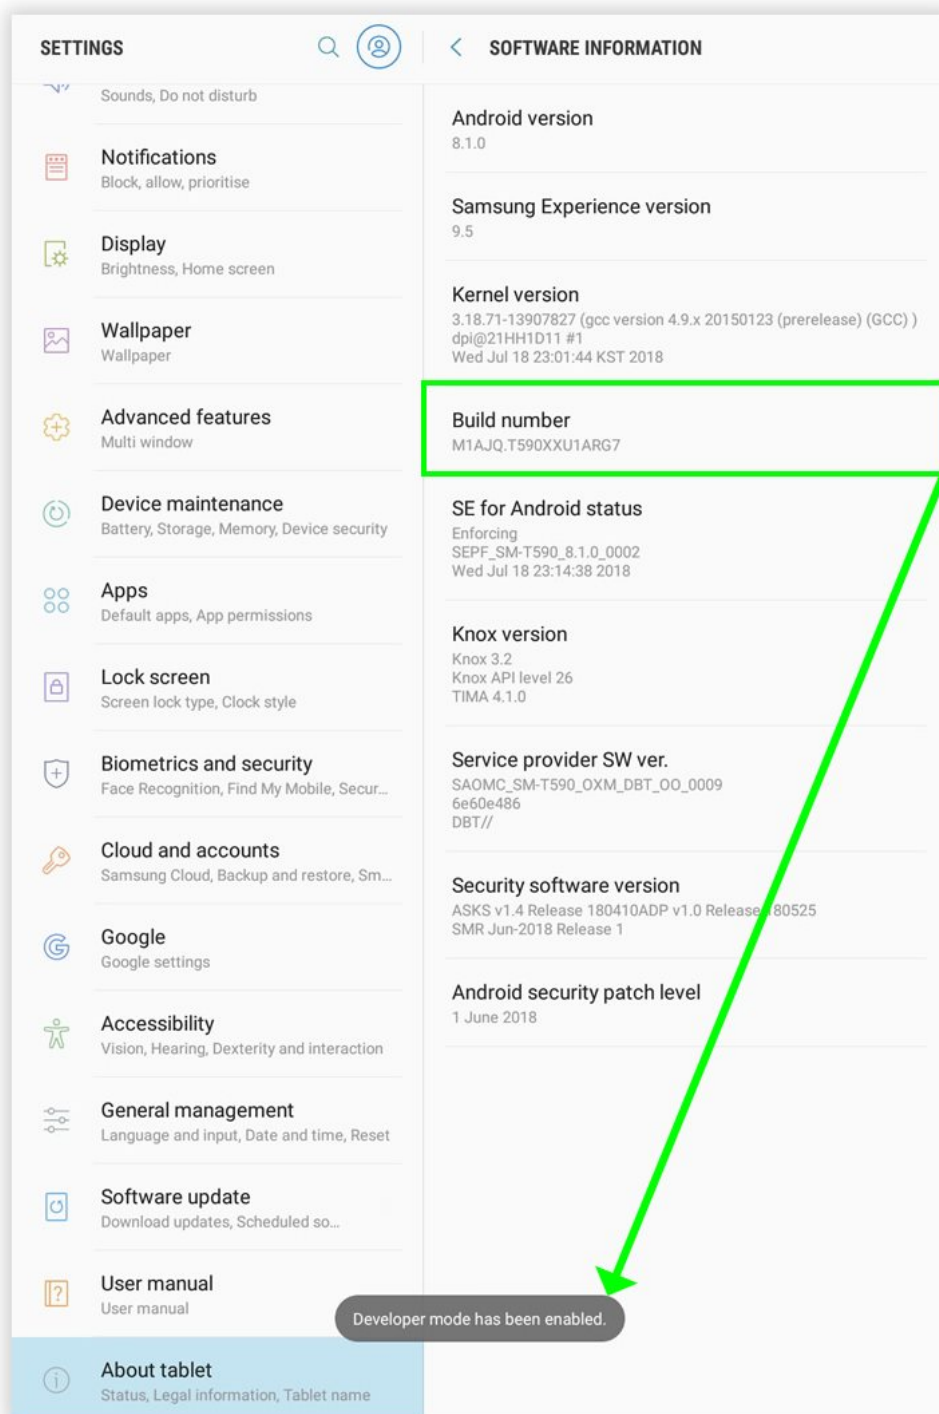 SETTINGS
Sounds, Do not disturb
Notifications
Block, allow, prioritise
Display
Brightness, Home screen
Wallpaper
Wallpaper
Advanced features
Multi window
Device maintenance
Battery, Storage, Memory, Device security
Apps
Default apps, App permissions
Lock screen
Screen lock type, Clock style
Biometrics and security
Face Recognition, Find My Mobile, Secur...
Cloud and accounts
Samsung Cloud, Backup and restore, Sm...
Google
Google settings
Accessibility
Vision, Hearing, Dexterity and interaction
General management
Language and input, Date and time, Reset
Software update
Download updates, Scheduled so...
User manual
User manual
About tablet
Status, Legal information, Tablet name
SOFTWARE INFORMATION
Android version
8.1.0
Samsung Experience version
9.5
Kernel version
3.18.71-13907827 (gcc version 4.9.x 20150123 (prerelease) (GCC) )
dpi@21HH1D11 #1
Wed Jul 18 23:01:44 KST 2018
Build number
M1AJQ.T590XXU1ARG7
SE for Android status
Enforcing
SEPF_SM-T590_8.1.0_0002
Wed Jul 18 23:14:38 2018
Knox version
Knox 3.2
Knox API level 26
TIMA 4.1.0
Service provider SW ver.
SAOMC_SM-T590_OXM_DBT_OO_0009
6e60e486
DBT//
Security software version
ASKS v1.4 Release 180410ADP v1.0 Release 180525
SMR Jun-2018 Release 1
Android security patch level
1 June 2018
Developer mode has been enabled.